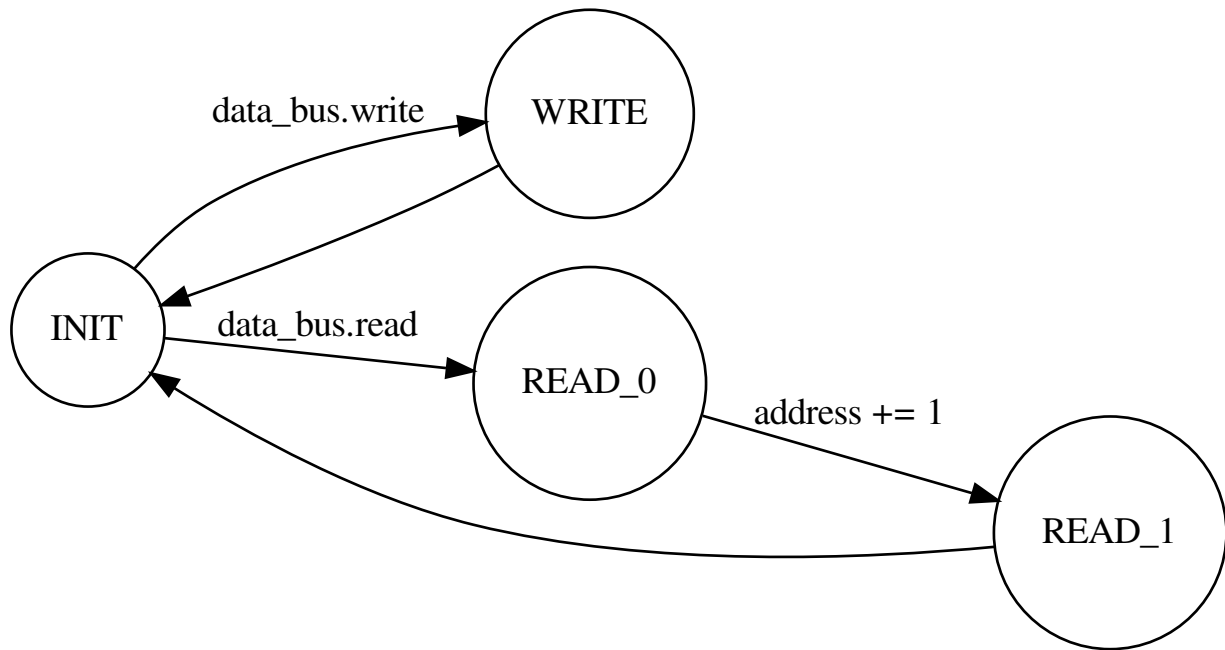 data_bus.write
WRITE
INIT
data_bus.read
READ_0
address += 1
READ_1